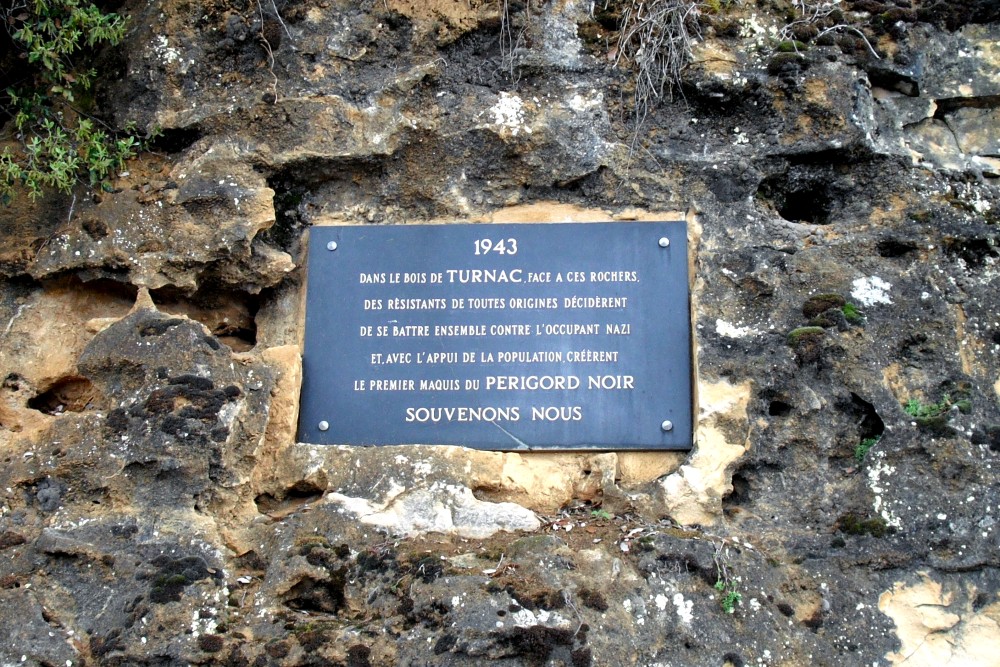 1943
DANS LE BOIS DE TURNAC, FACE A CES ROCHERS,
DES RÈSISTANTS DE TOUTES ORIGINES DÉCIDÈRENT
DE SE BATTRE ENSEMBLE CONTRE L'OCCUPANT NAZI
ET, AVEC L'APPUI DE LA POPULATION, CRÉÈRENT
LE PREMIER MAQUIS DU PERIGORD NOIR
SOUVENONS NOUS